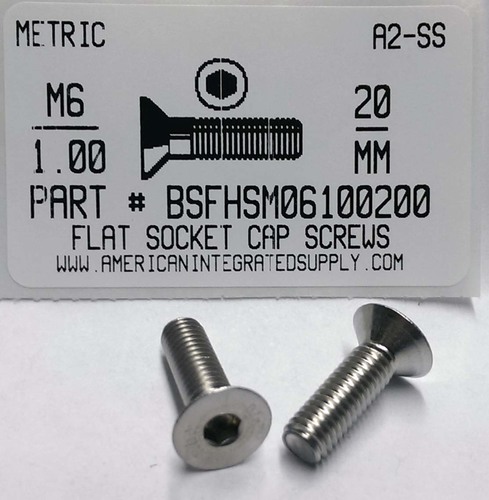 METRIC A2-SS
M6 20
1.00 MM
PART # BSFHSM06100200
FLAT SOCKET CAP SCREWS
WWW.AMERICANINTEGRATEDSUPPLY.COM